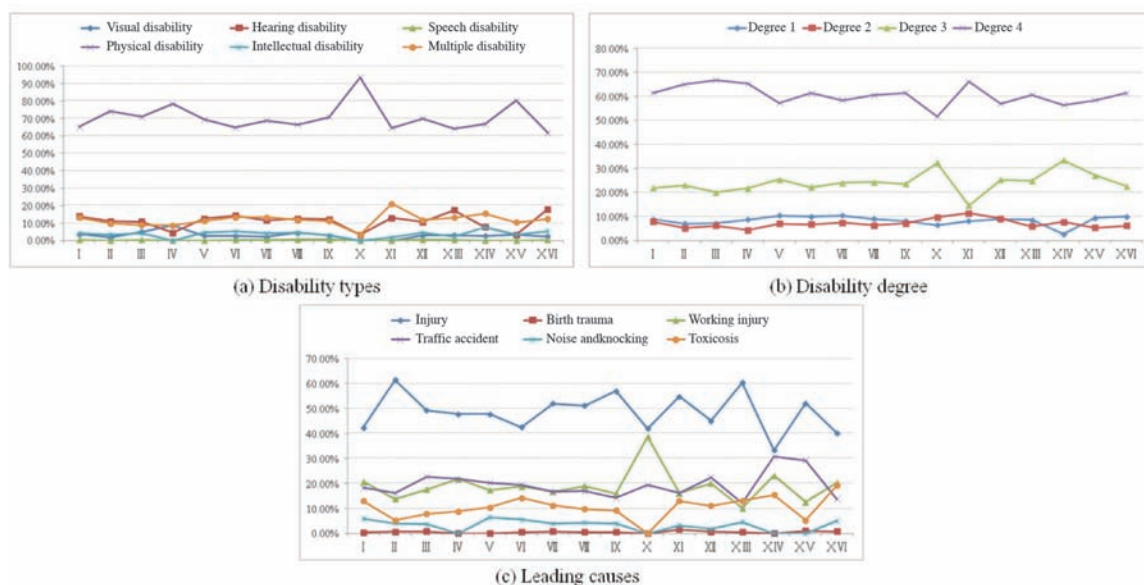 Visual disability Hearing disability Speech disability
Physical disability Intellectual disability Multiple disability
100.00%
90.00%
80.00%
70.00%
60.00%
50.00%
40.00%
30.00%
20.00%
10.00%
0.00%
I II III IV V VI VII VIII IX X XI XII XIII XIV XV XVI
(a) Disability types
Degree 1 Degree 2 Degree 3 Degree 4
80.00%
70.00%
60.00%
50.00%
40.00%
30.00%
20.00%
10.00%
0.00%
I II III IV V VI VII VIII IX X XI XII XIII XIV XV XVI
(b) Disability degree
Injury Birth trauma Working injury
Traffic accident Noise andknocking Toxicosis
70.00%
60.00%
50.00%
40.00%
30.00%
20.00%
10.00%
0.00%
I II III IV V VI VII VIII IX X XI XII XIII XIV XV XVI
(c) Leading causes